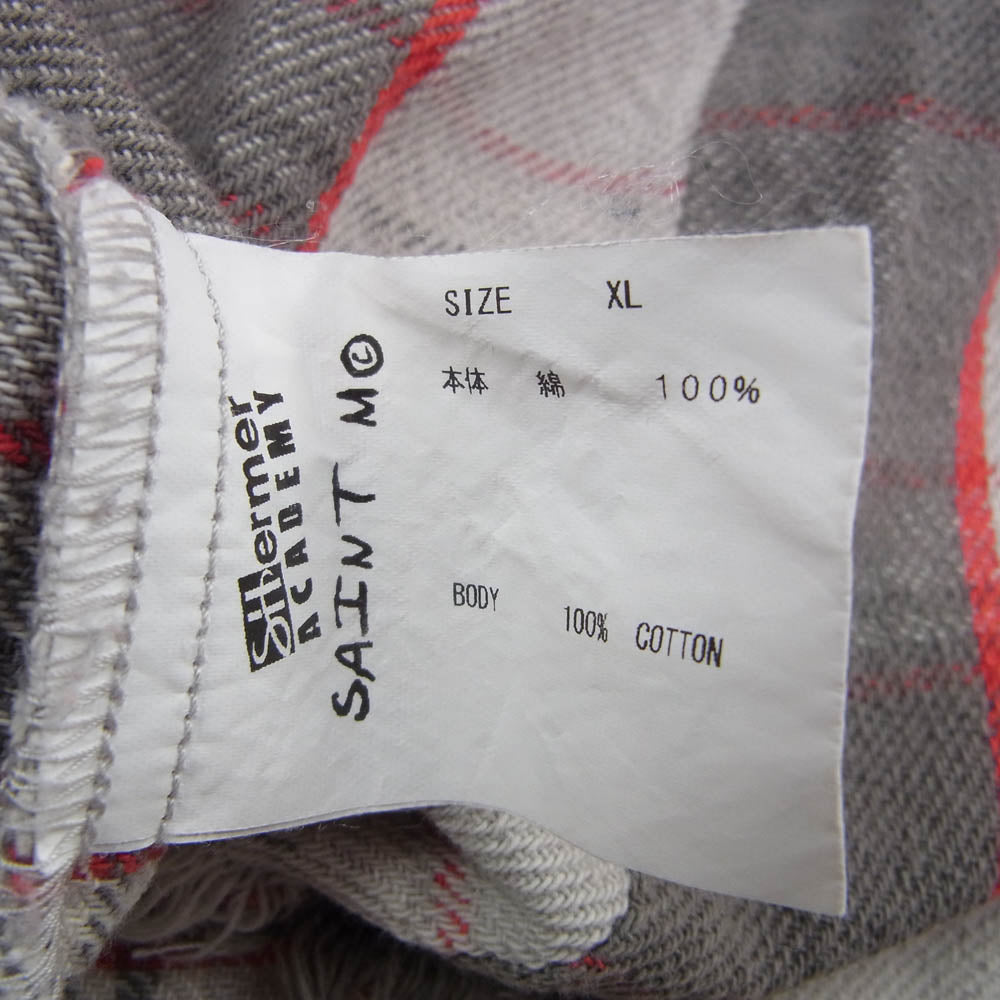 SIZE XL
本体 綿 100%
BODY 100% COTTON
Shermer
ACADEMY
SAINT M©